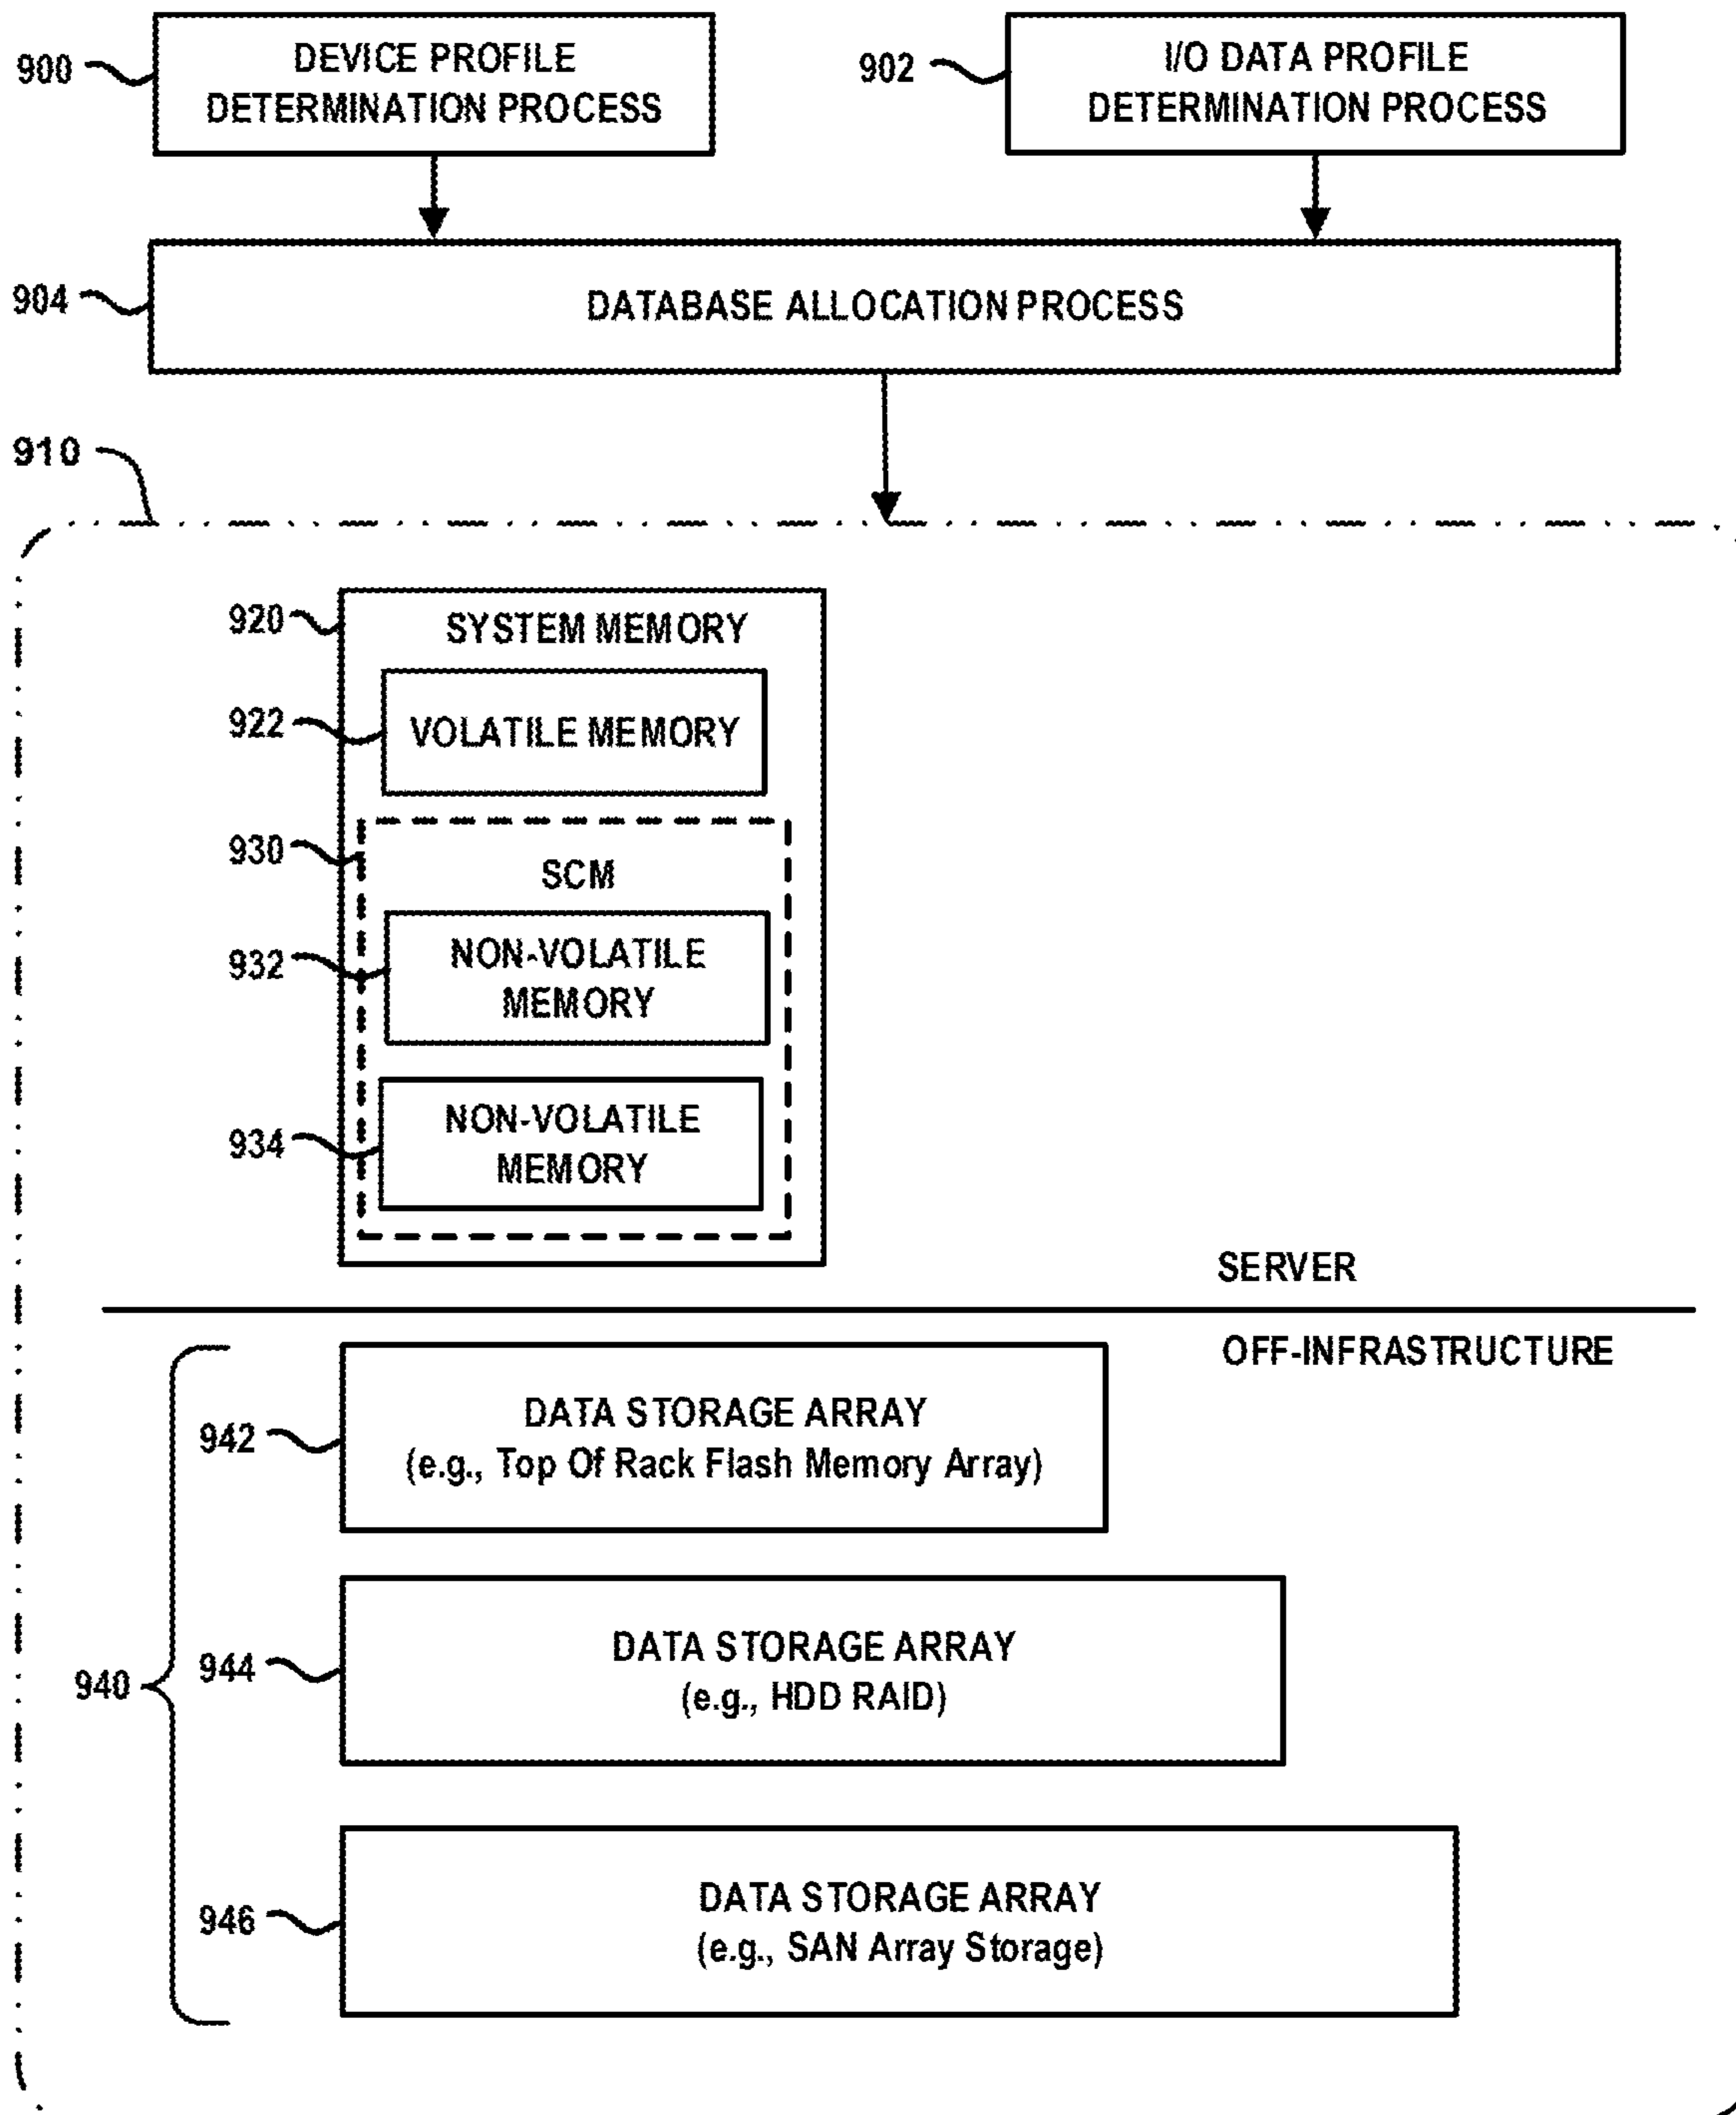 900
DEVICE PROFILE
DETERMINATION PROCESS
902
I/O DATA PROFILE
DETERMINATION PROCESS
904
DATABASE ALLOCATION PROCESS
910
920
SYSTEM MEMORY
922
VOLATILE MEMORY
930
SCM
932
NON-VOLATILE
MEMORY
934
NON-VOLATILE
MEMORY
SERVER
OFF-INFRASTRUCTURE
940
942
DATA STORAGE ARRAY
(e.g., Top Of Rack Flash Memory Array)
944
DATA STORAGE ARRAY
(e.g., HDD RAID)
946
DATA STORAGE ARRAY
(e.g., SAN Array Storage)